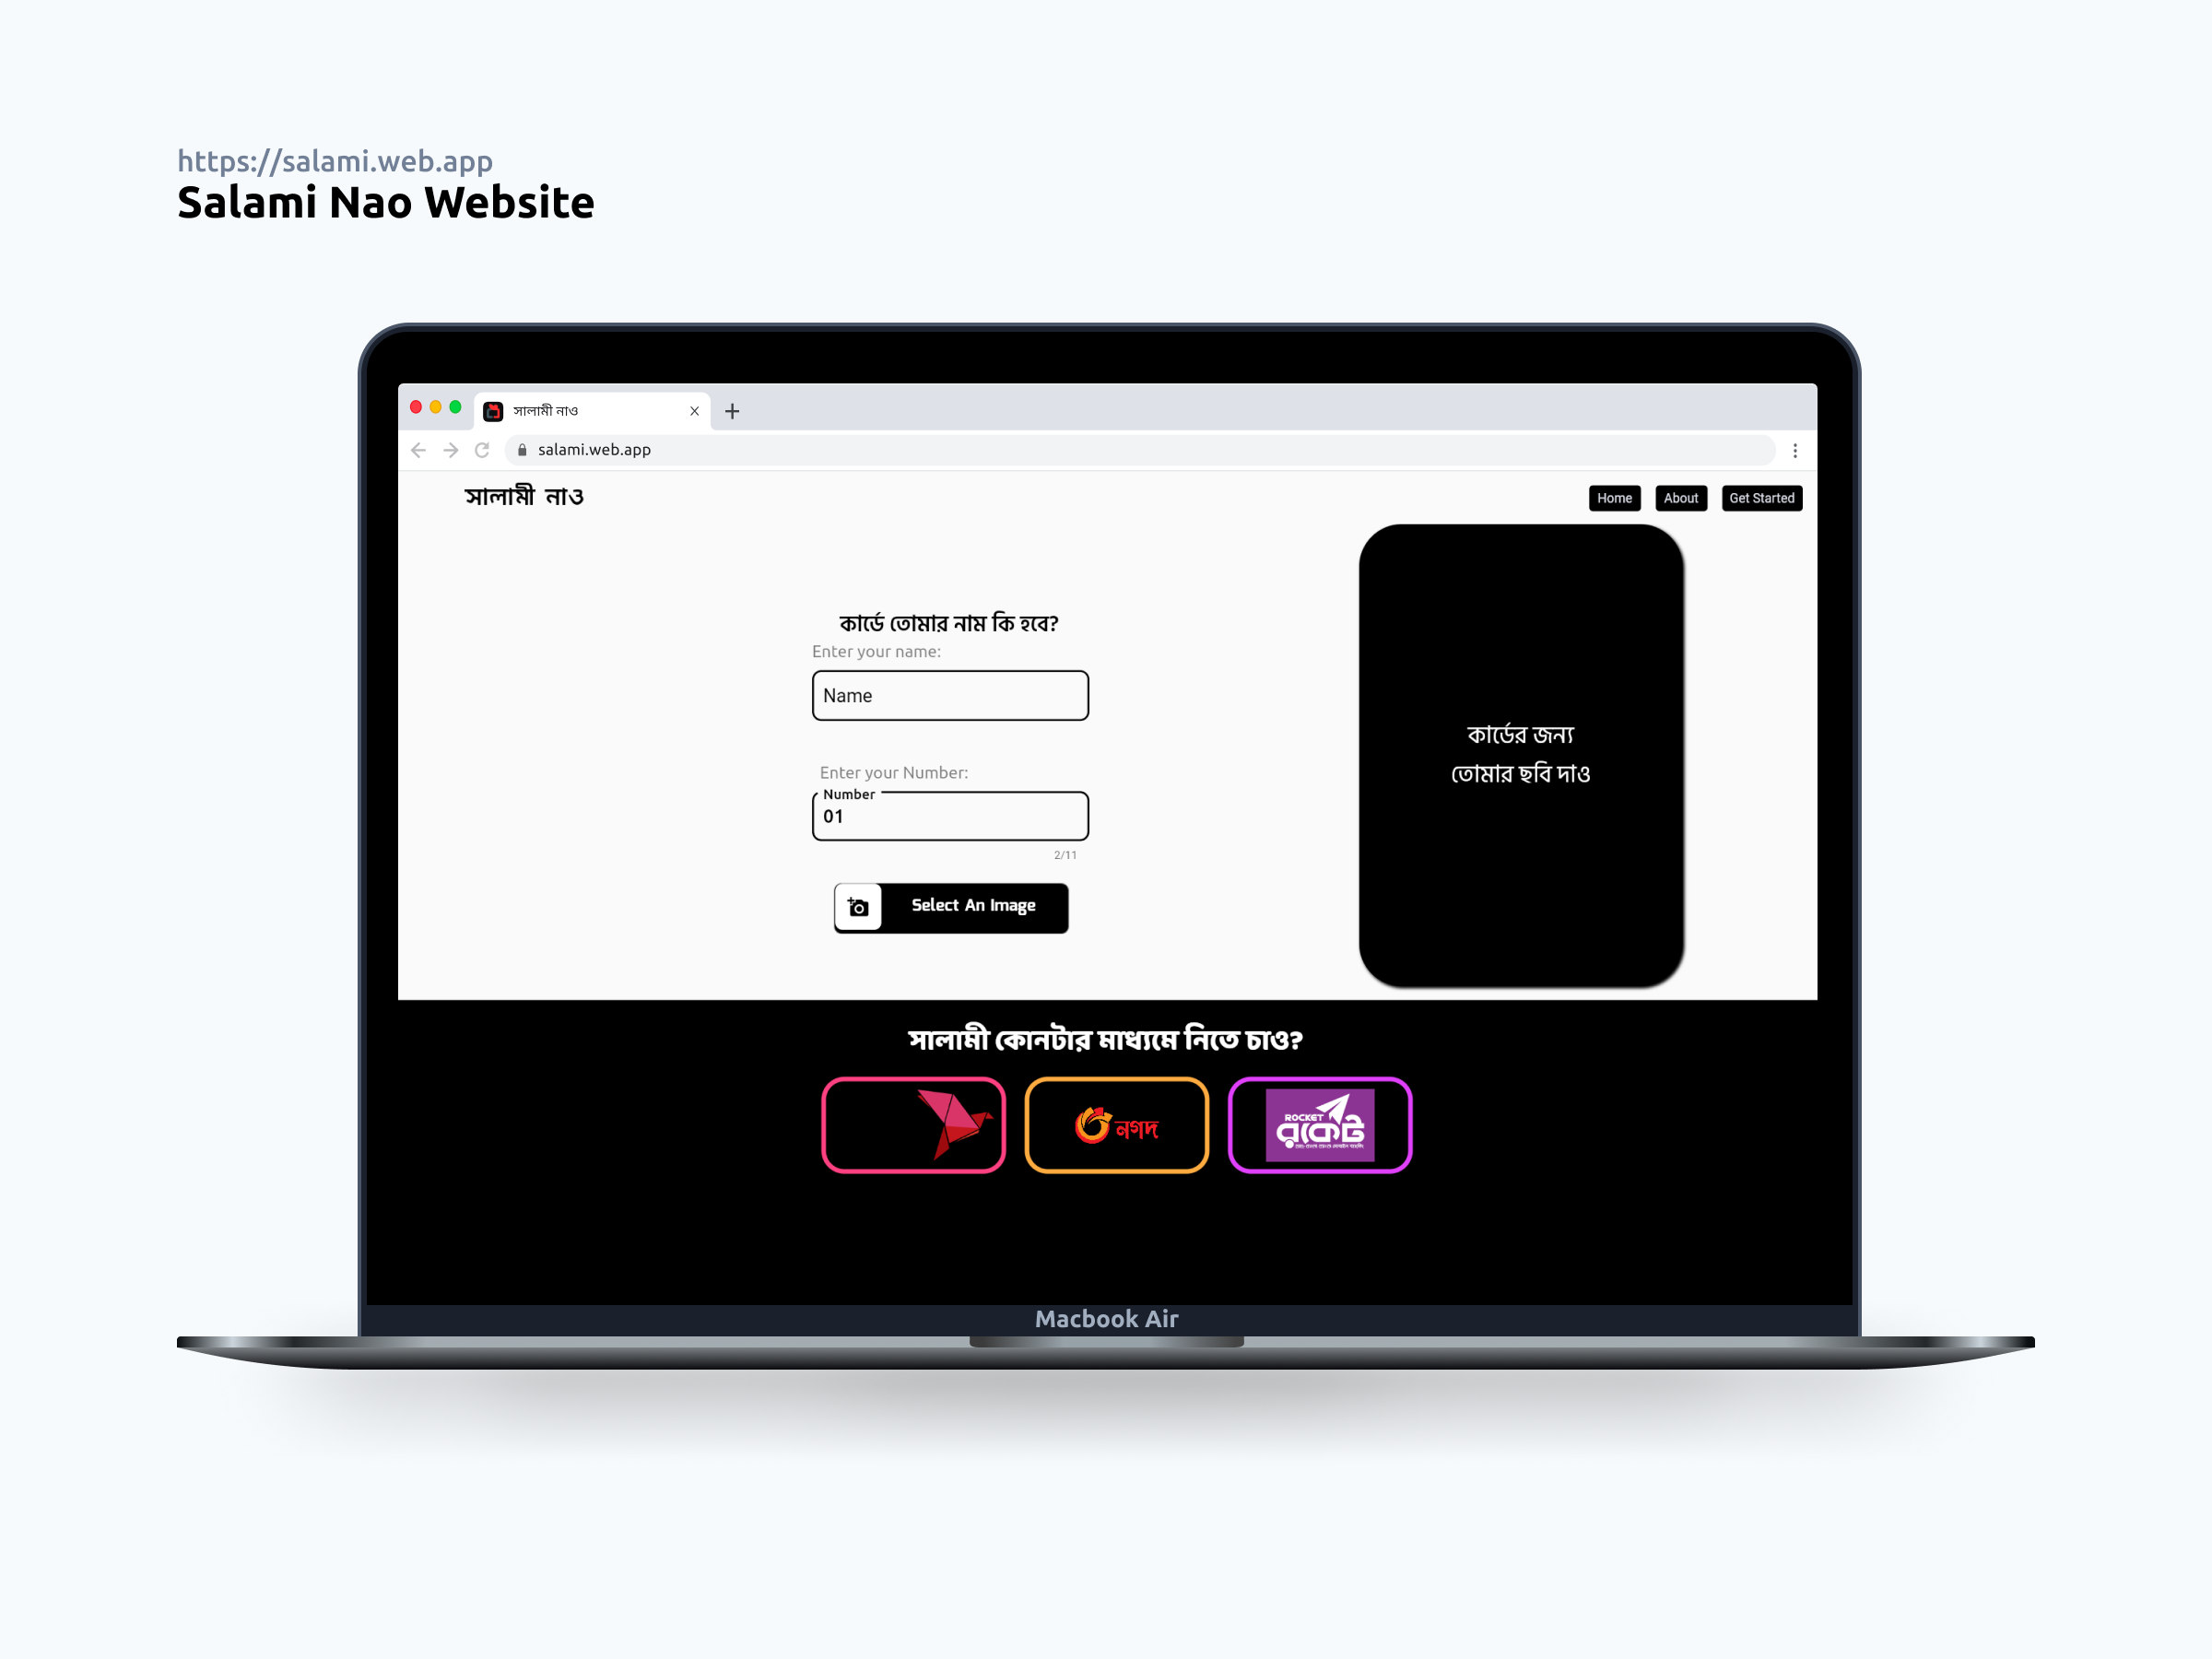 https://salami.web.app
Salami Nao Website
সালামী নাও
salami.web.app
সালামী নাও
Home About Get Started
কার্ডে তোমার নাম কি হবে?
Enter your name:
Name
Enter your Number:
Number
01
2/11
Select An Image
কার্ডের জন্য
তোমার ছবি দাও
সালামী কোনটার মাধ্যমে নিতে চাও?
নগদ
ROCKET
রকেট
Macbook Air